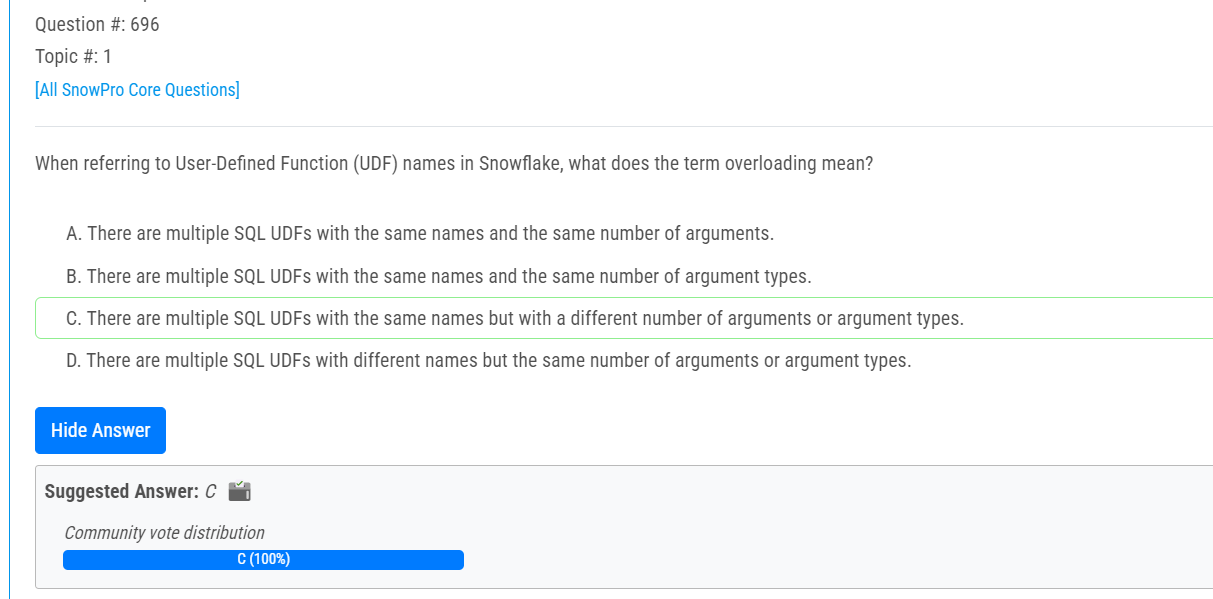 Question #: 696
Topic #: 1
[All SnowPro Core Questions]
When referring to User-Defined Function (UDF) names in Snowflake, what does the term overloading mean?
A. There are multiple SQL UDFs with the same names and the same number of arguments.
B. There are multiple SQL UDFs with the same names and the same number of argument types.
C. There are multiple SQL UDFs with the same names but with a different number of arguments or argument types.
D. There are multiple SQL UDFs with different names but the same number of arguments or argument types.
Hide Answer
Suggested Answer: C
Community vote distribution
C (100%)